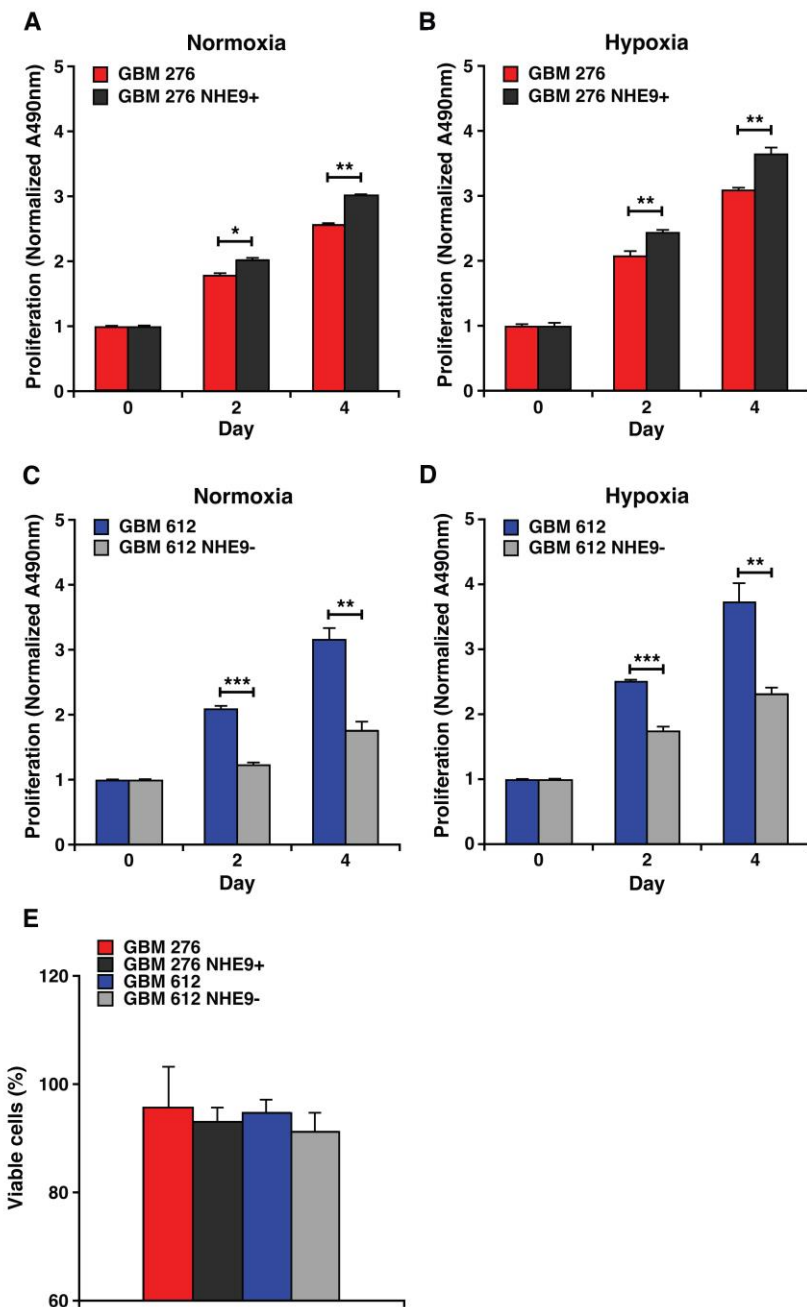 A
Normoxia
GBM 276
GBM 276 NHE9+
Proliferation (Normalized A490nm)
5
4
3
2
1
0
*
**
0 2 4
Day
B
Hypoxia
GBM 276
GBM 276 NHE9+
Proliferation (Normalized A490nm)
5
4
3
2
1
0
**
**
0 2 4
Day
C
Normoxia
GBM 612
GBM 612 NHE9-
Proliferation (Normalized A490nm)
5
4
3
2
1
0
***
**
0 2 4
Day
D
Hypoxia
GBM 612
GBM 612 NHE9-
Proliferation (Normalized A490nm)
5
4
3
2
1
0
***
**
0 2 4
Day
E
GBM 276
GBM 276 NHE9+
GBM 612
GBM 612 NHE9-
Viable cells (%)
120
100
80
60